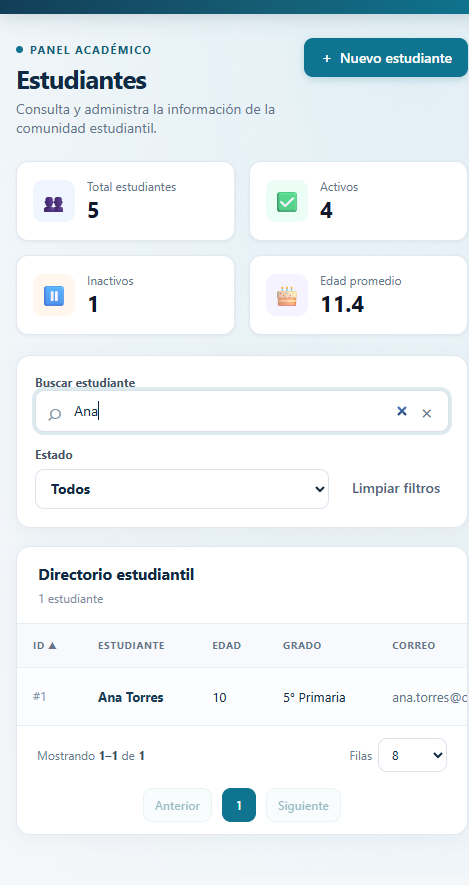 PANEL ACADÉMICO
+ Nuevo estudiante
Estudiantes
Consulta y administra la información de la
comunidad estudiantil.
Total estudiantes
5
Activos
4
Inactivos
1
Edad promedio
11.4
Buscar estudiante
Ana
Estado
Todos
Limpiar filtros
Directorio estudiantil
1 estudiante
ID ▲ ESTUDIANTE EDAD GRADO CORREO
#1 Ana Torres 10 5° Primaria ana.torres@c
Mostrando 1–1 de 1
Filas 8
Anterior 1 Siguiente